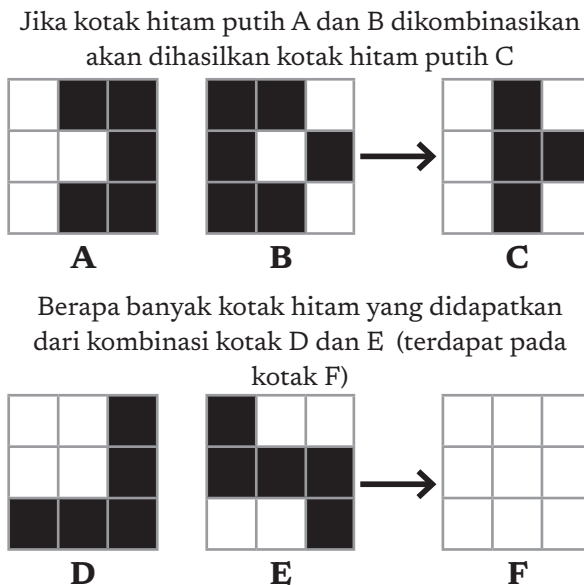 Jika kotak hitam putih A dan B dikombinasikan
akan dihasilkan kotak hitam putih C
A B C
Berapa banyak kotak hitam yang didapatkan
dari kombinasi kotak D dan E (terdapat pada
kotak F)
D E F